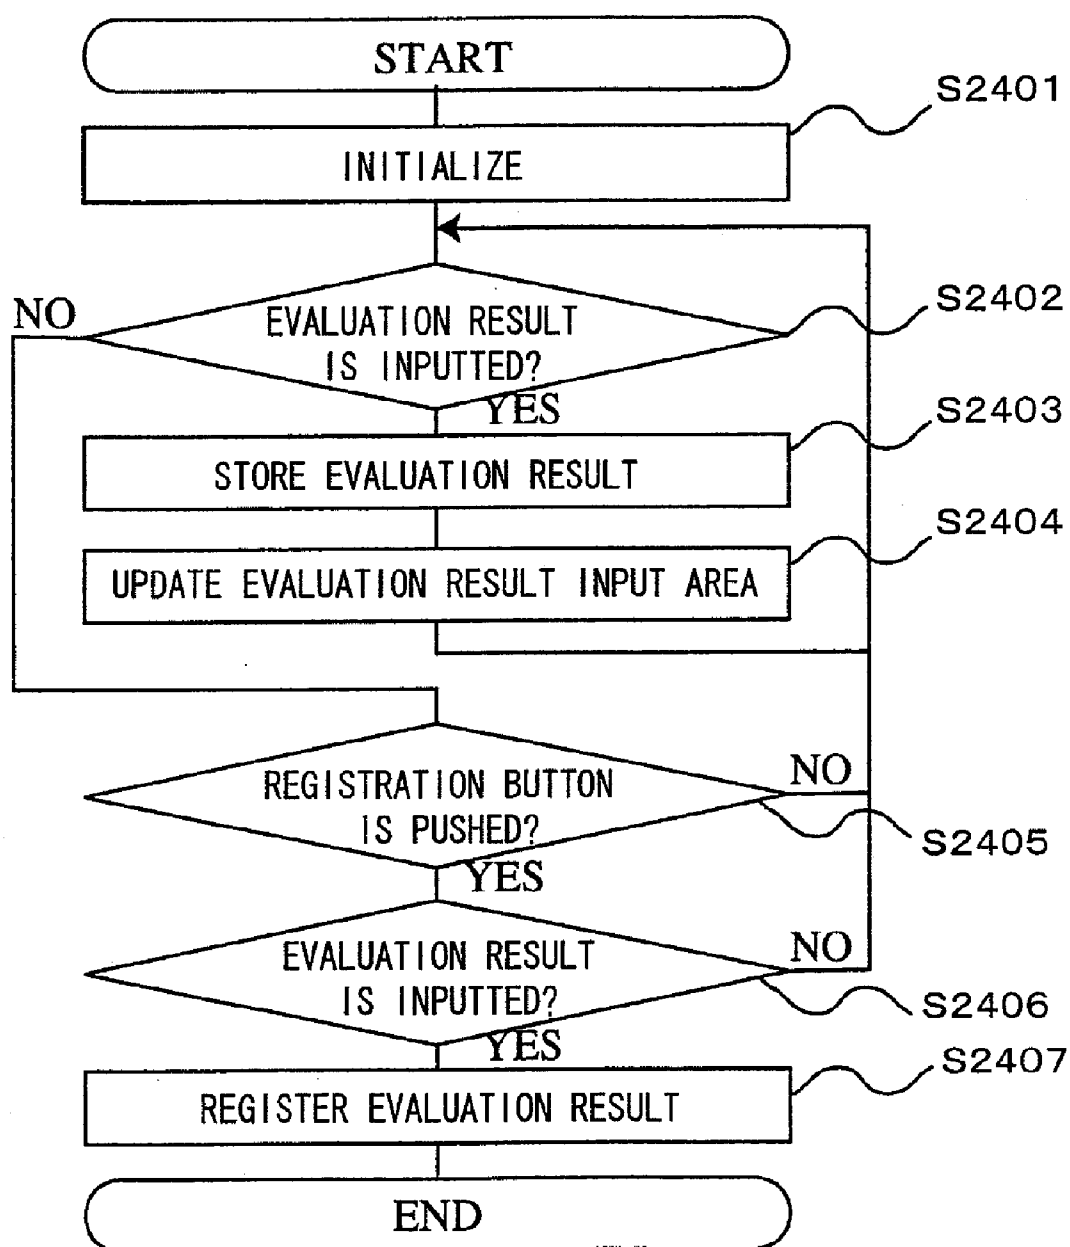 START
S2401
INITIALIZE
NO
S2402
EVALUATION RESULT
IS INPUTTED?
YES
S2403
STORE EVALUATION RESULT
S2404
UPDATE EVALUATION RESULT INPUT AREA
REGISTRATION BUTTON
IS PUSHED?
NO
S2405
YES
EVALUATION RESULT
IS INPUTTED?
NO
S2406
YES
S2407
REGISTER EVALUATION RESULT
END